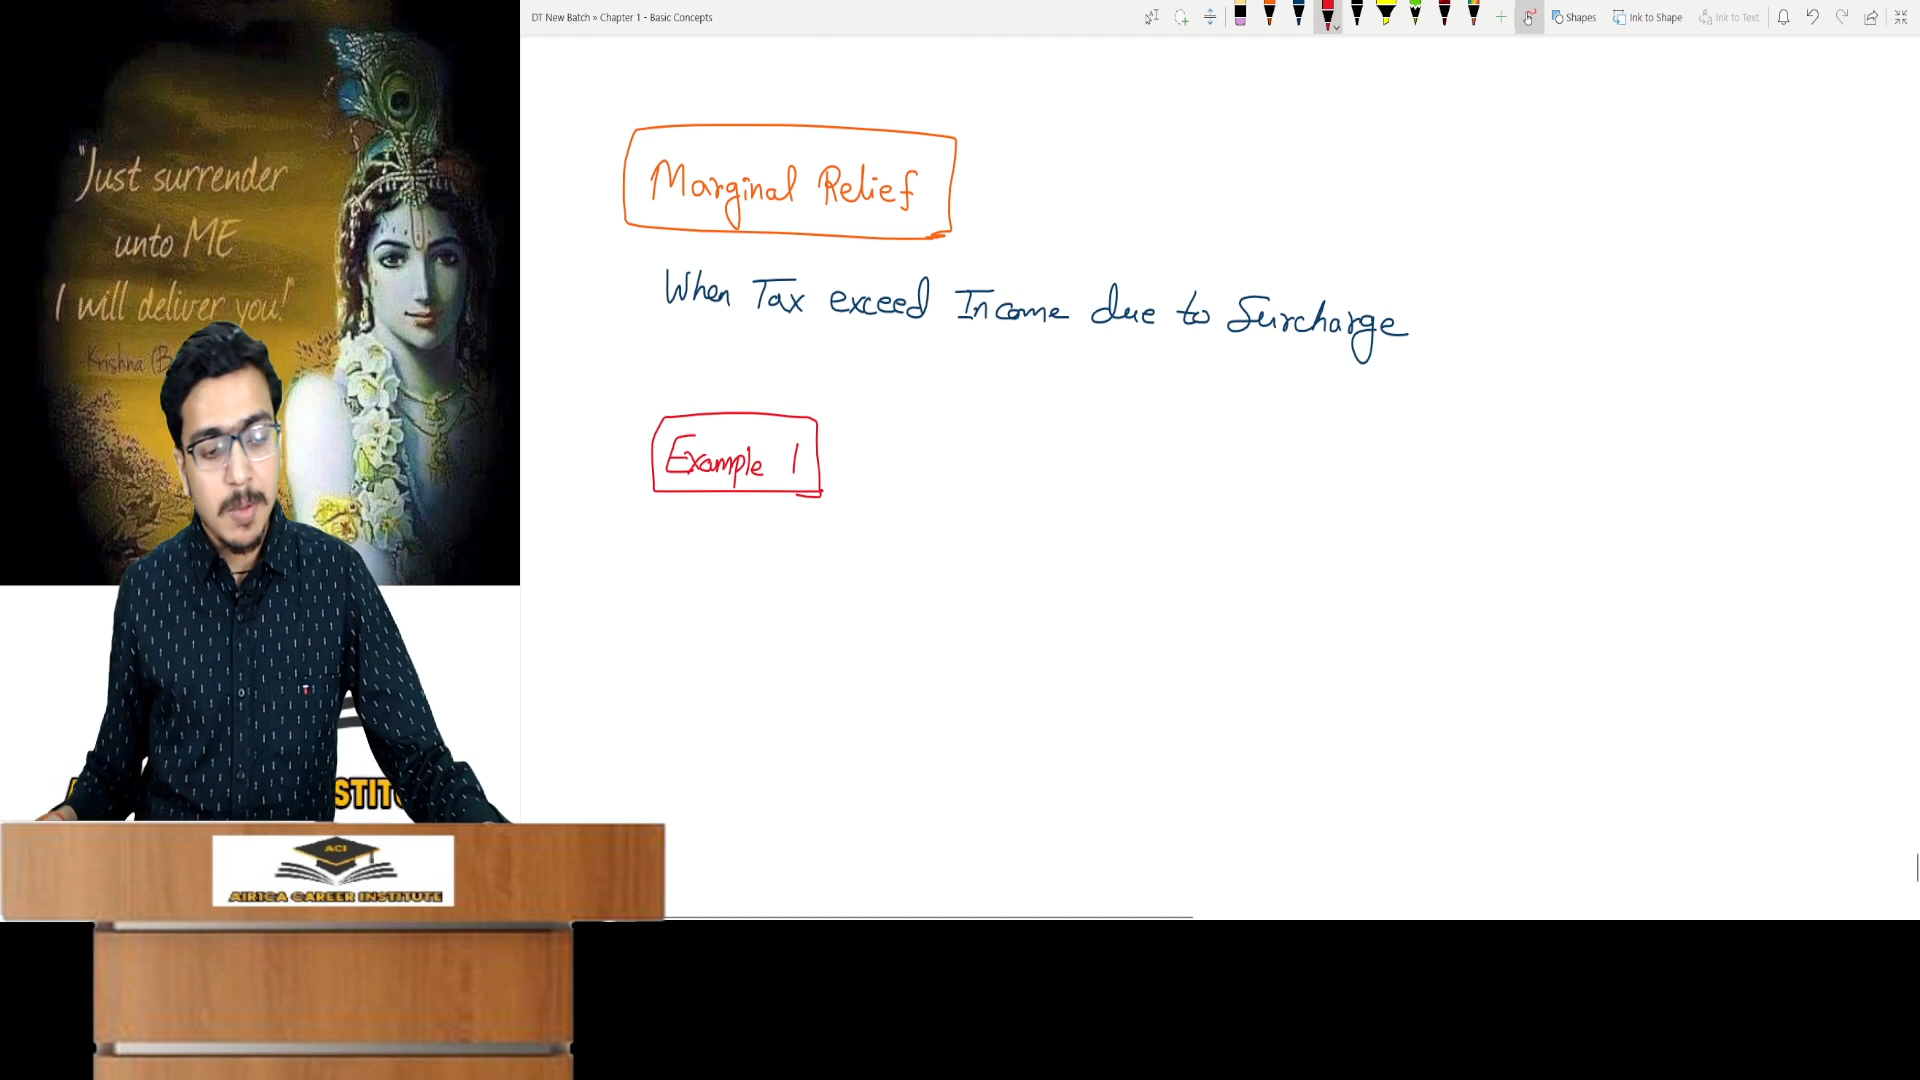 DT New Batch » Chapter 1 - Basic Concepts
Shapes
Ink to Shape
Ink to Text
"Just surrender
unto ME
I will deliver you!"
Krishna (B
Marginal Relief
When Tax exceed Income due to Surcharge
Example 1
STIT
ACI
AIRICA CAREER INSTITUTE